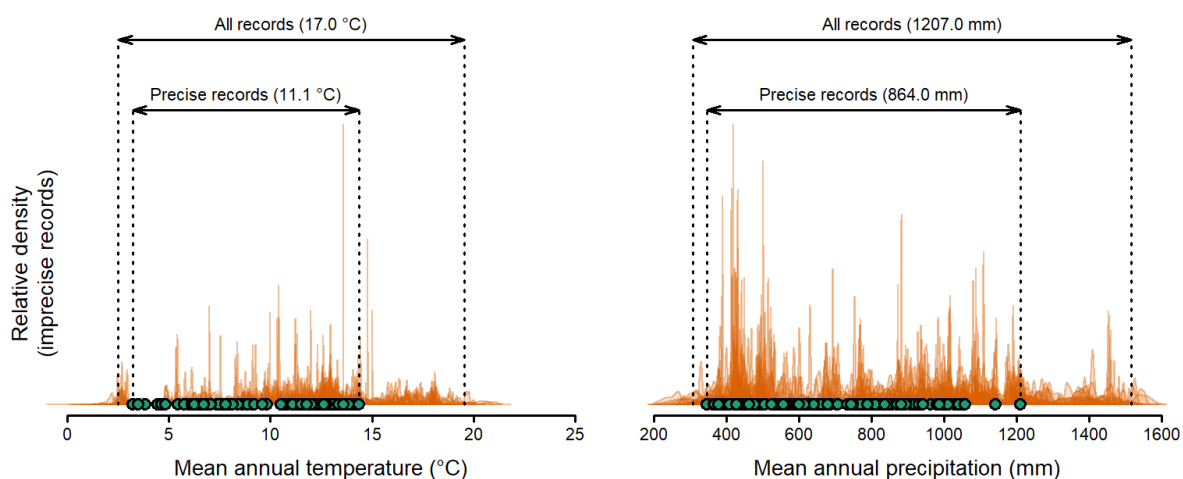 All records (17.0 °C)
Precise records (11.1 °C)
Relative density
(imprecise records)
0 5 10 15 20 25
Mean annual temperature (°C)
All records (1207.0 mm)
Precise records (864.0 mm)
200 400 600 800 1000 1200 1400 1600
Mean annual precipitation (mm)